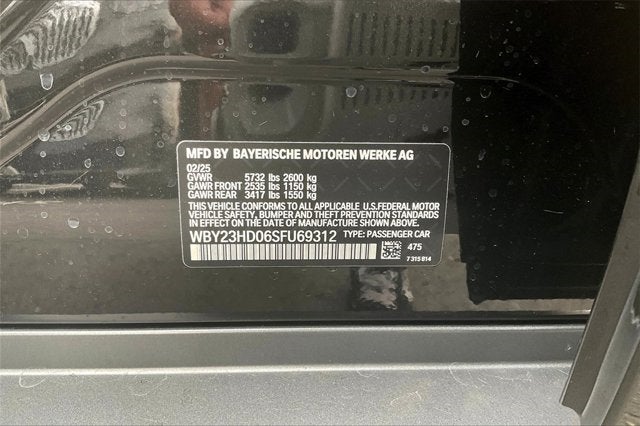 MFD BY BAYERISCHE MOTOREN WERKE AG
02/25
GVWR 5732 lbs 2600 kg
GAWR FRONT 2535 lbs 1150 kg
GAWR REAR 3417 lbs 1550 kg
THIS VEHICLE CONFORMS TO ALL APPLICABLE U.S.FEDERAL MOTOR
VEHICLE SAFETY, BUMPER AND THEFT PREVENTION STANDARDS
IN EFFECT ON THE DATE OF MANUFACTURE SHOWN ABOVE.
WBY23HD06SFU69312 TYPE: PASSENGER CAR
475
7 315 814